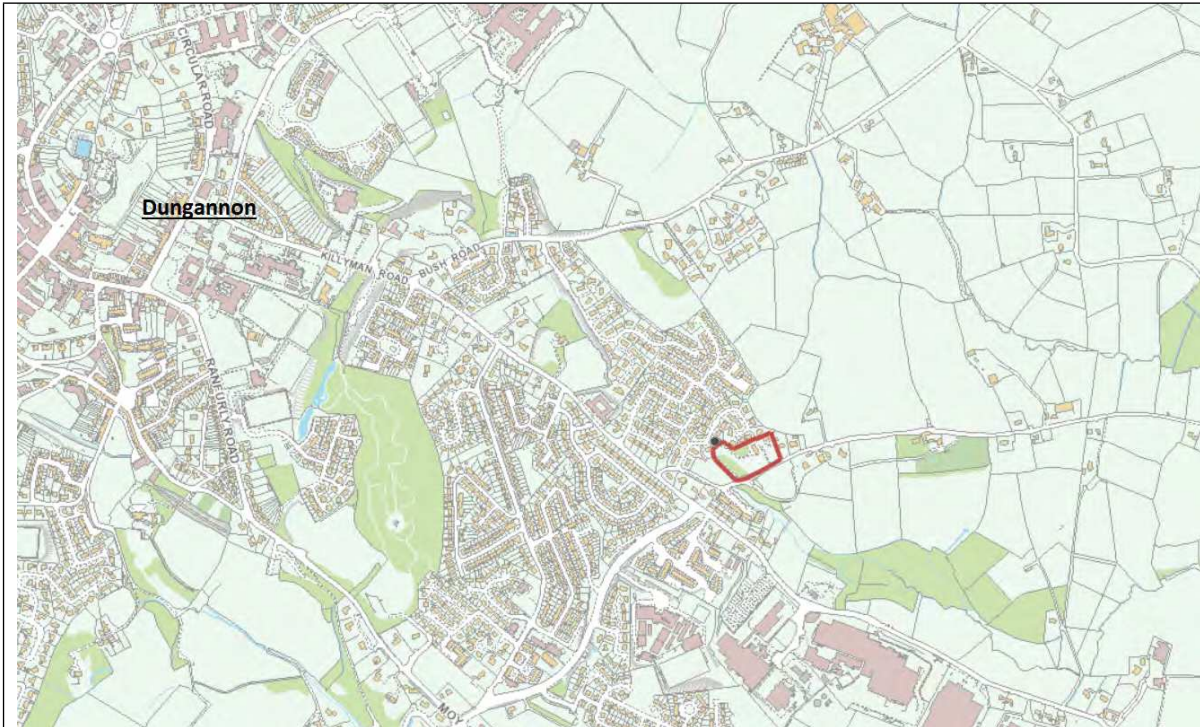 CIRCULAR ROAD
Dungannon
KILLYMAN ROAD
BUSH ROAD
RANFURLY ROAD
MOY